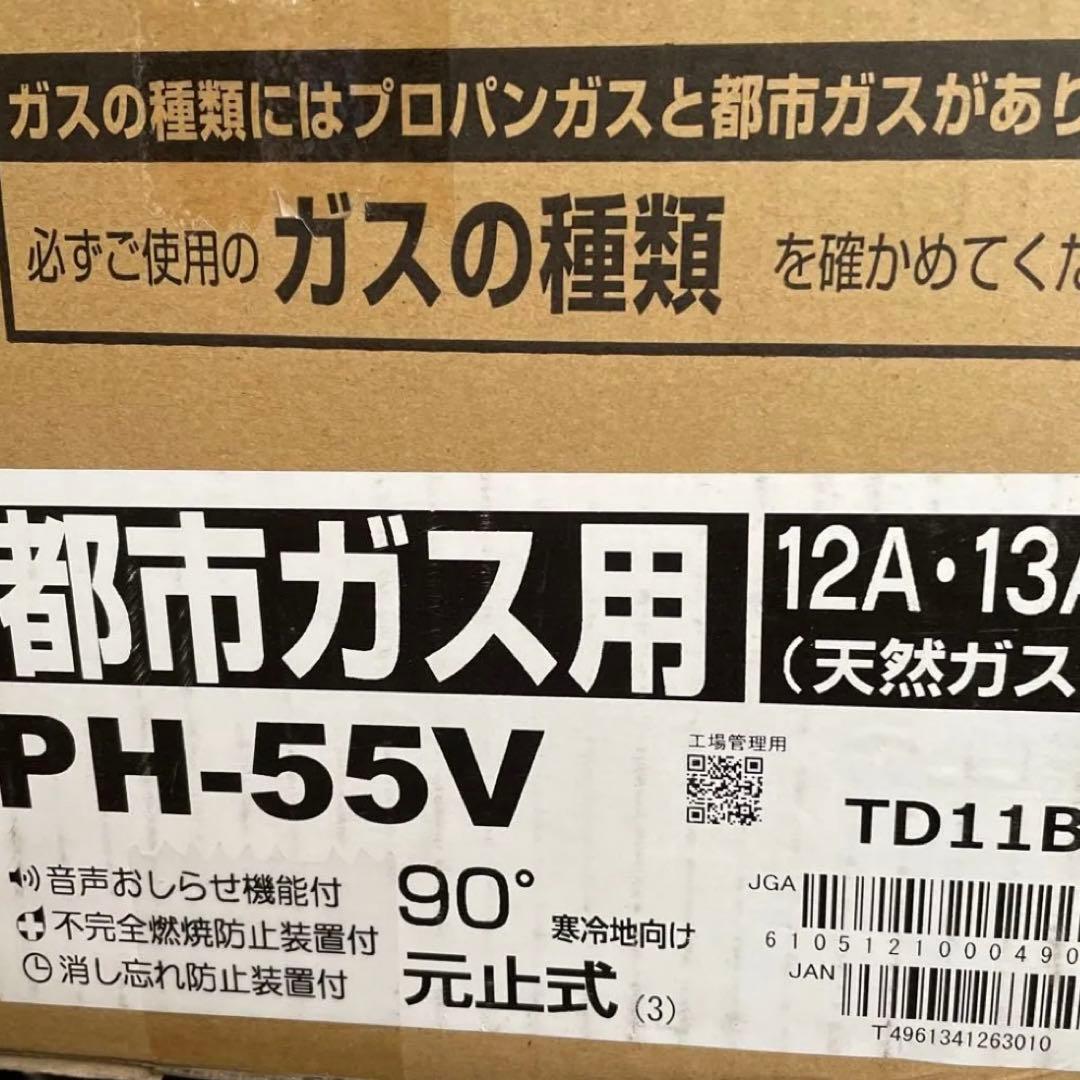 ガスの種類にはプロパンガスと都市ガスがあり
必ずご使用の ガスの種類 を確かめてくだ
都市ガス用
12A・13A
(天然ガス
PH-55V
工場管理用
TD11B
音声おしらせ機能付
不完全燃焼防止装置付
消し忘れ防止装置付
90°
寒冷地向け
元止式 (3)
JGA
6105121000490
JAN
T4961341263010